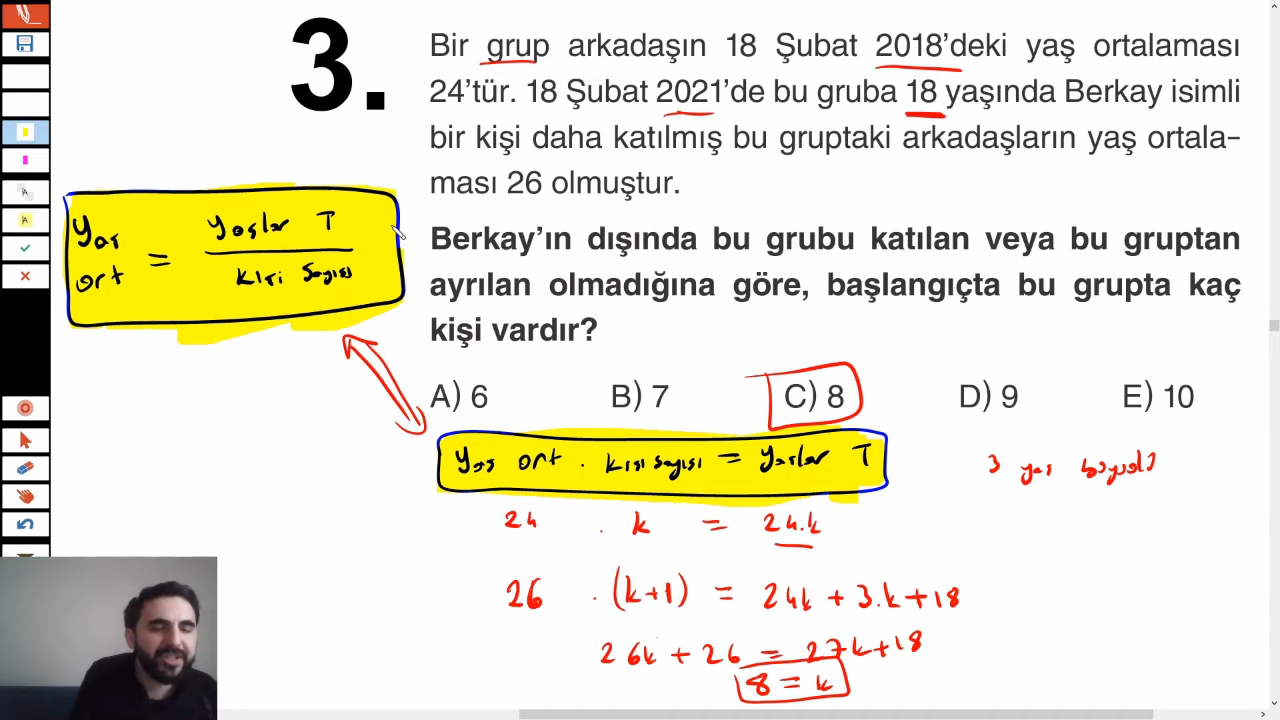 3.
Bir grup arkadaşın 18 Şubat 2018'deki yaş ortalaması
24'tür. 18 Şubat 2021'de bu gruba 18 yaşında Berkay isimli
bir kişi daha katılmış bu gruptaki arkadaşların yaş ortala-
ması 26 olmuştur.
Yaş ort = yaşlar T / kişi sayısı
Berkay'ın dışında bu grubu katılan veya bu gruptan
ayrılan olmadığına göre, başlangıçta bu grupta kaç
kişi vardır?
A) 6 B) 7 C) 8 D) 9 E) 10
yaş ort . kişi sayısı = yaşlar T
3 yaş büyüdü
24 . k = 24.k
26 . (k+1) = 24k + 3.k + 18
26k + 26 = 27k + 18
8 = k